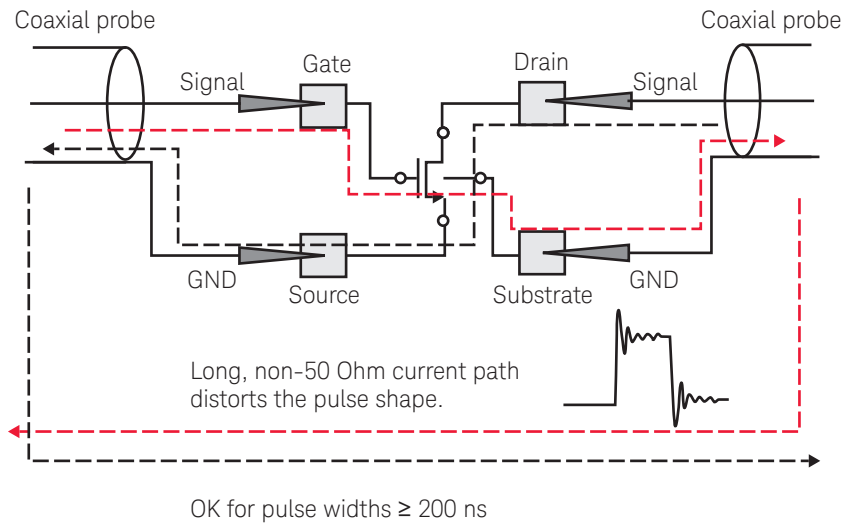 Coaxial probe
Coaxial probe
Signal
Gate
Drain
Signal
GND
Source
Substrate
GND
Long, non-50 Ohm current path
distorts the pulse shape.
OK for pulse widths ≥ 200 ns